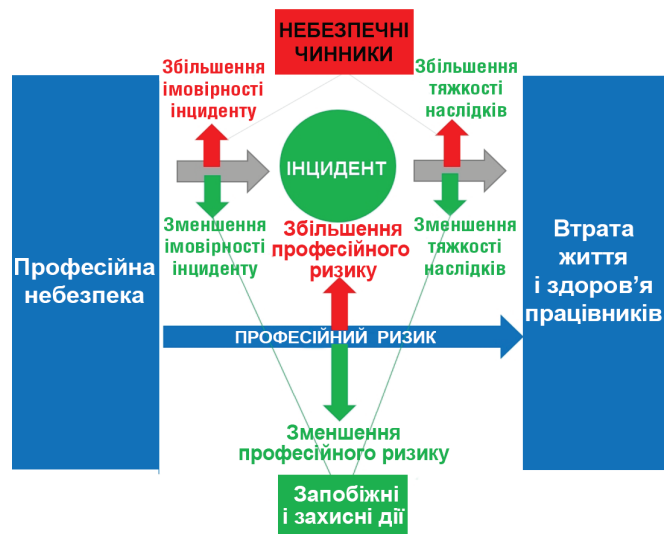 НЕБЕЗПЕЧНІ
ЧИННИКИ
Збільшення
імовірності
інциденту
Збільшення
тяжкості
наслідків
ІНЦИДЕНТ
Зменшення
імовірності
інциденту
Збільшення
професійного
ризику
Зменшення
тяжкості
наслідків
Професійна
небезпека
Втрата
життя
і здоров’я
працівників
ПРОФЕСІЙНИЙ РИЗИК
Зменшення
професійного ризику
Запобіжні
і захисні дії